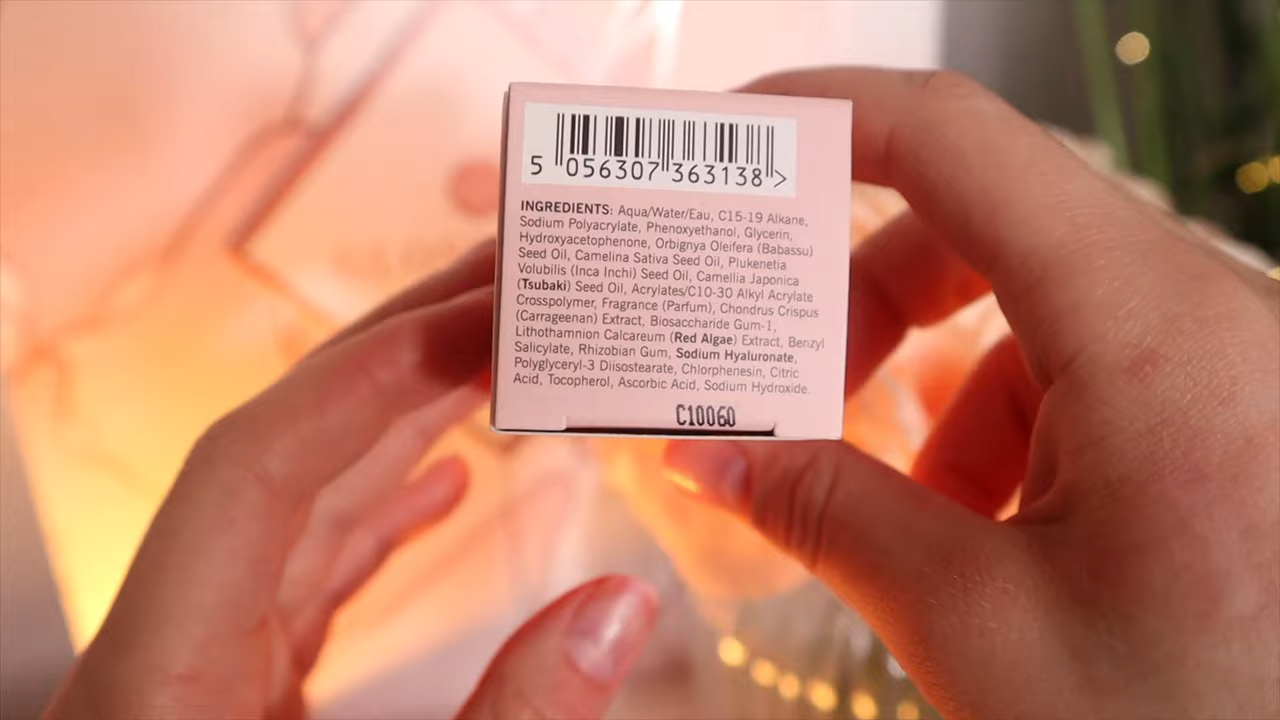 5 056307 363138 >
INGREDIENTS: Aqua/Water/Eau, C15-19 Alkane,
Sodium Polyacrylate, Phenoxyethanol, Glycerin,
Hydroxyacetophenone, Orbignya Oleifera (Babassu)
Seed Oil, Camelina Sativa Seed Oil, Plukenetia
Volubilis (Inca Inchi) Seed Oil, Camellia Japonica
(Tsubaki) Seed Oil, Acrylates/C10-30 Alkyl Acrylate
Crosspolymer, Fragrance (Parfum), Chondrus Crispus
(Carrageenan) Extract, Biosaccharide Gum-1,
Lithothamnion Calcareum (Red Algae) Extract, Benzyl
Salicylate, Rhizobian Gum, Sodium Hyaluronate,
Polyglyceryl-3 Diisostearate, Chlorphenesin, Citric
Acid, Tocopherol, Ascorbic Acid, Sodium Hydroxide.
C10060